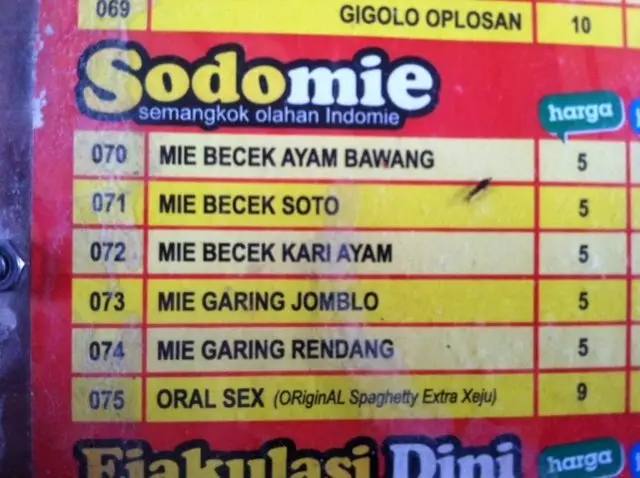 069 GIGOLO OPLOSAN 10
Sodomie
semangkok olahan Indomie
harga
070 MIE BECEK AYAM BAWANG 5
071 MIE BECEK SOTO 5
072 MIE BECEK KARI AYAM 5
073 MIE GARING JOMBLO 5
074 MIE GARING RENDANG 5
075 ORAL SEX (ORiginAL Spaghetty Extra Xeju) 9
Ejakulasi Dini harga